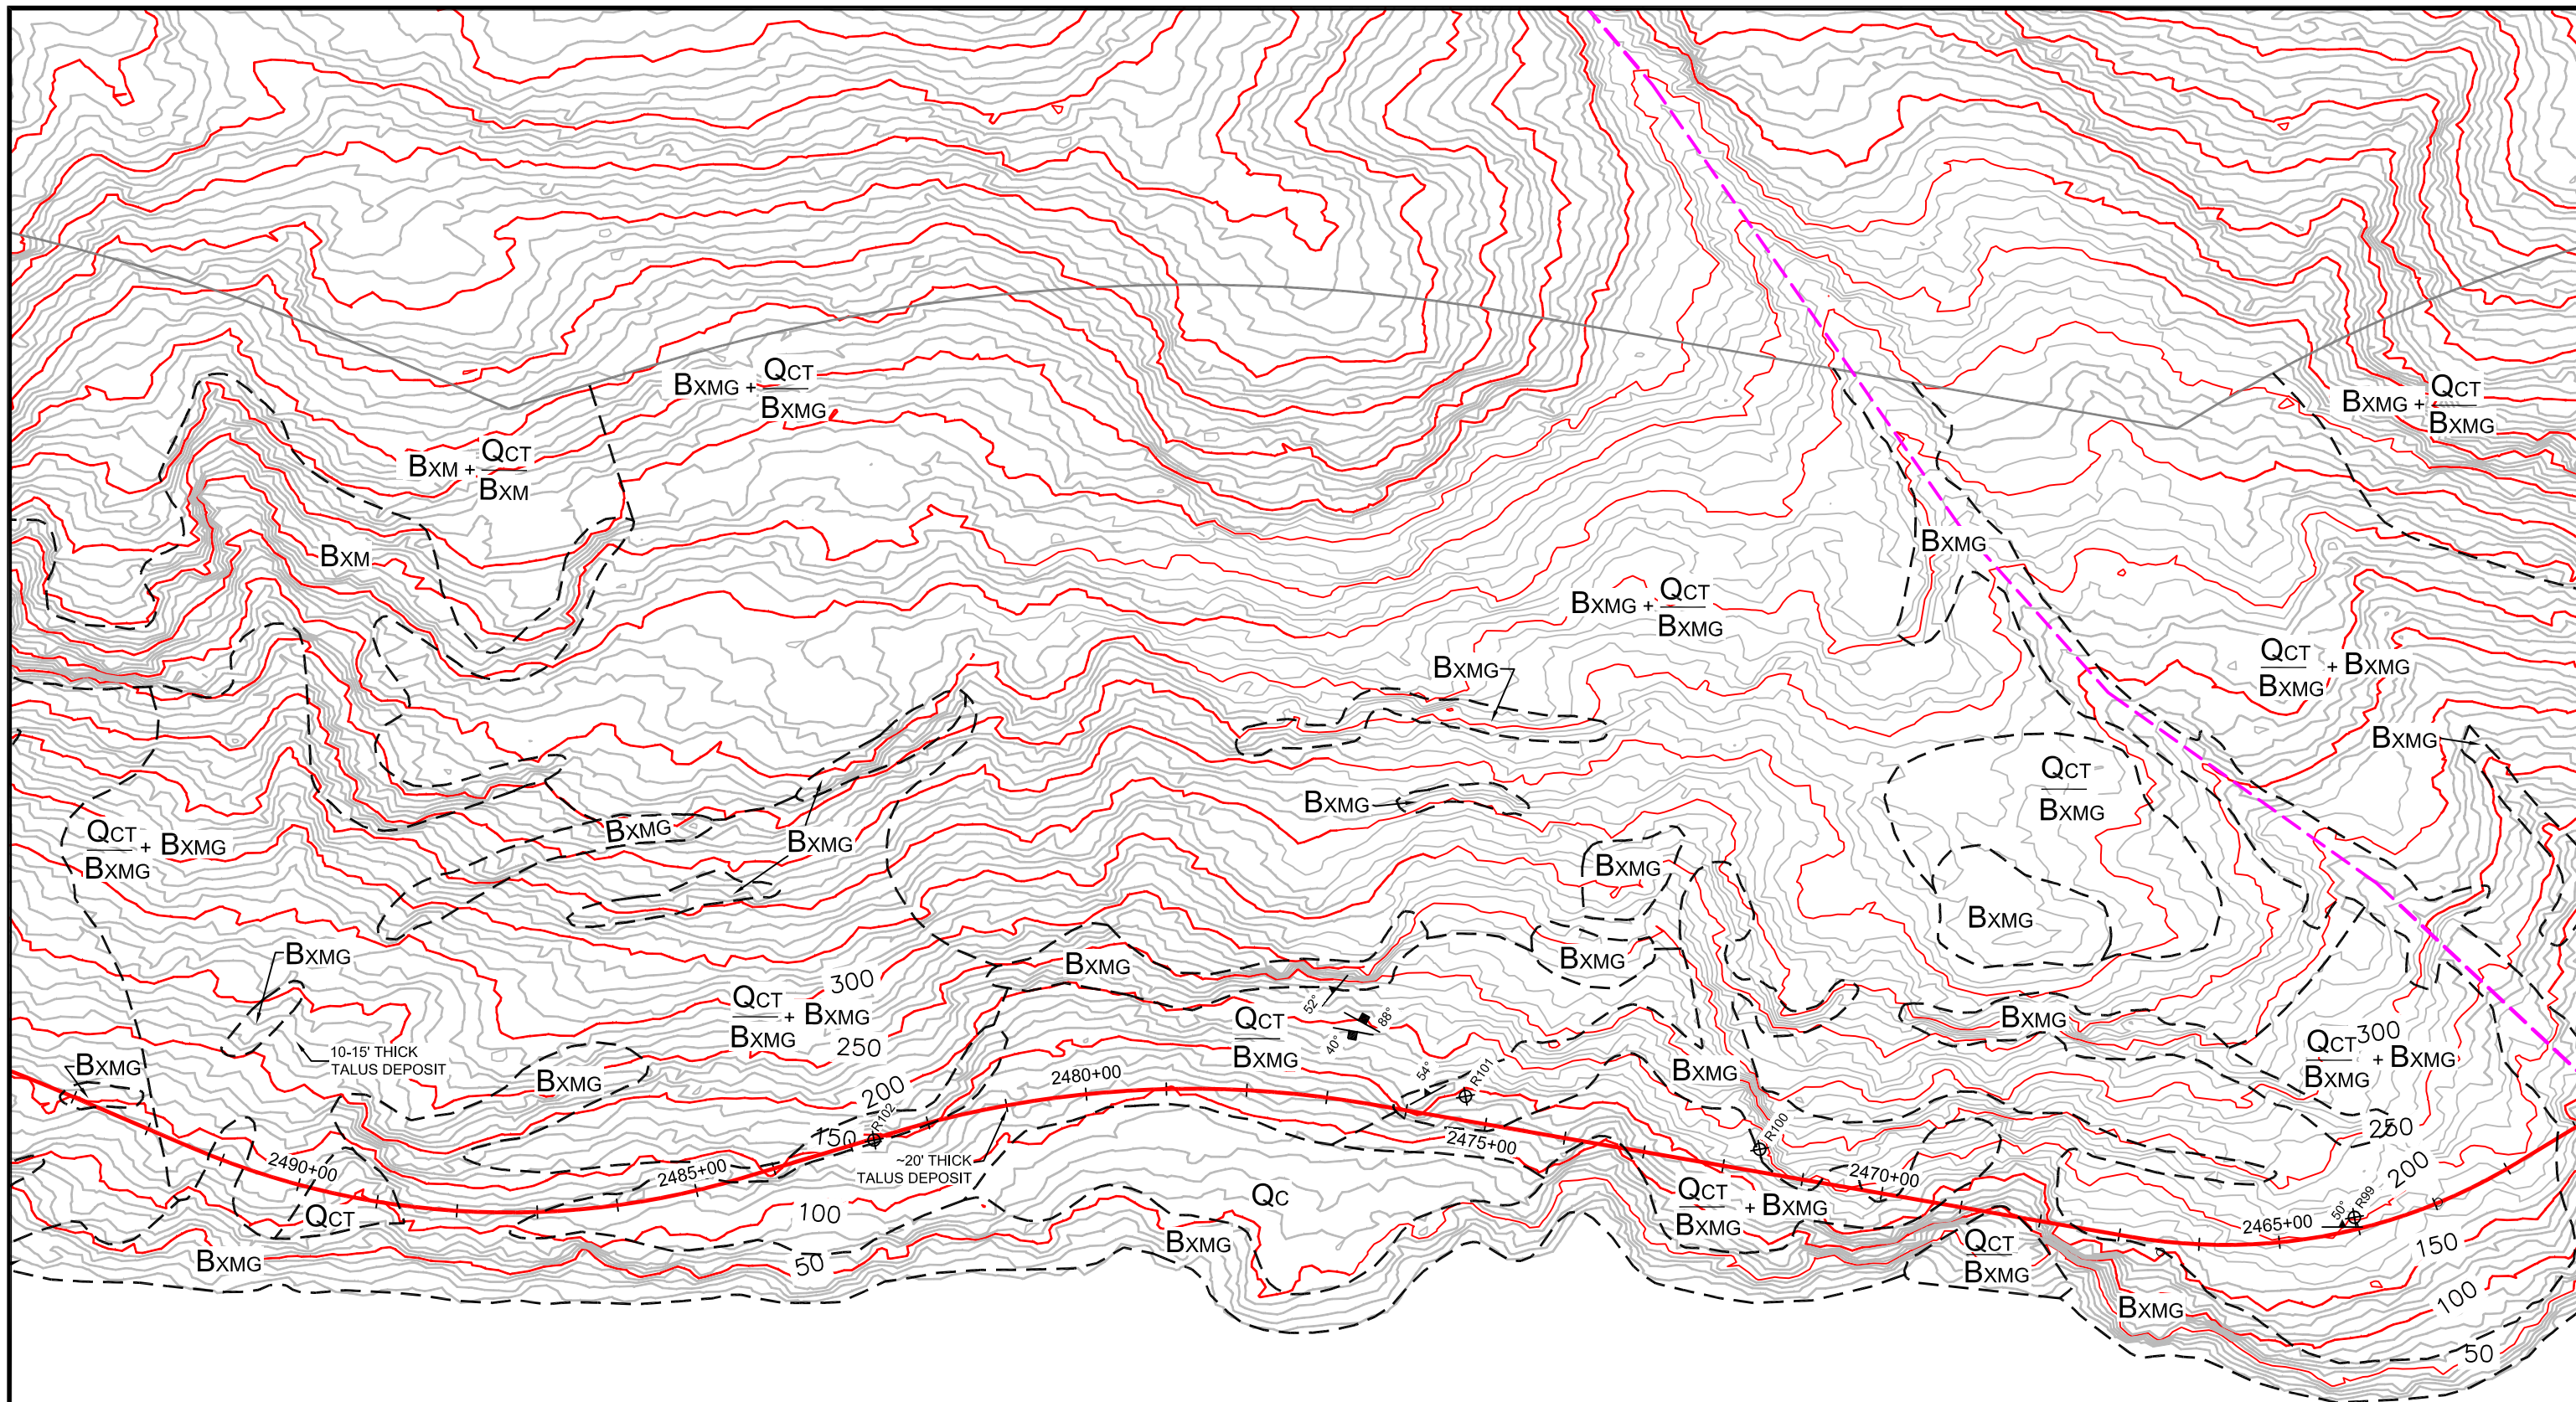 QCT
BXMG + BXMG
QCT
BXMG + BXMG
QCT
BXM + BXM
BXMG
BXM
QCT
BXMG + BXMG
QCT
BXMG + BXMG
BXMG
BXMG
QCT
BXMG
BXMG
BXMG
BXMG
QCT
BXMG + BXMG
BXMG
BXMG
BXMG
BXMG
BXMG
BXMG
300
QCT
BXMG + BXMG
250
QCT
BXMG
52°
88°
40°
BXMG
300
QCT
BXMG + BXMG
10-15' THICK
TALUS DEPOSIT
BXMG
BXMG
BXMG
54°
R101
2480+00
200
R102
150
2475+00
R100
250
~20' THICK
TALUS DEPOSIT
2490+00
2485+00
2470+00
200
QCT
QC
QCT
BXMG + BXMG
100
2465+00
50°
R99
BXMG
BXMG
50
QCT
BXMG
150
100
BXMG
50